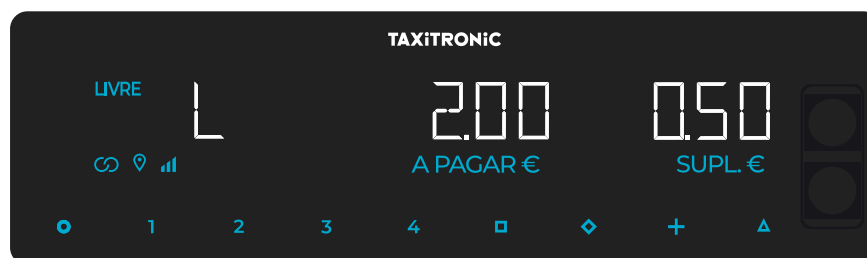 TAXiTRONiC
LIVRE
L 2.00 0.50
A PAGAR € SUPL. €
1 2 3 4